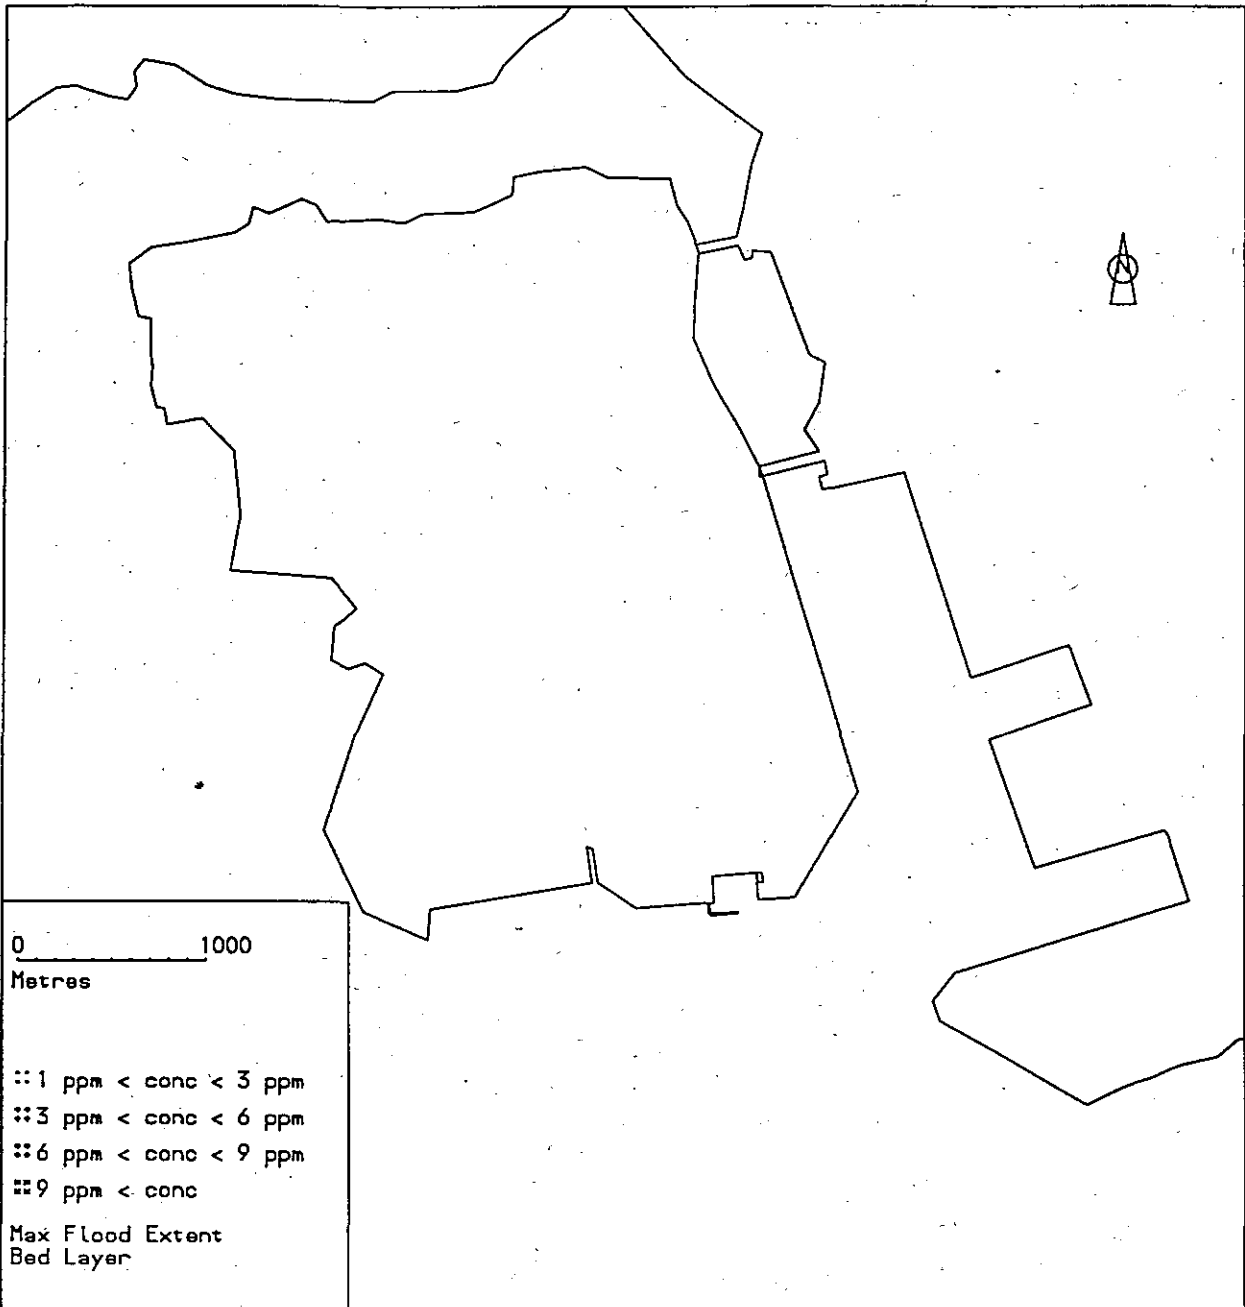 N
0 1000
Metres
1 ppm < conc < 3 ppm
3 ppm < conc < 6 ppm
6 ppm < conc < 9 ppm
9 ppm < conc
Max Flood Extent
Bed Layer